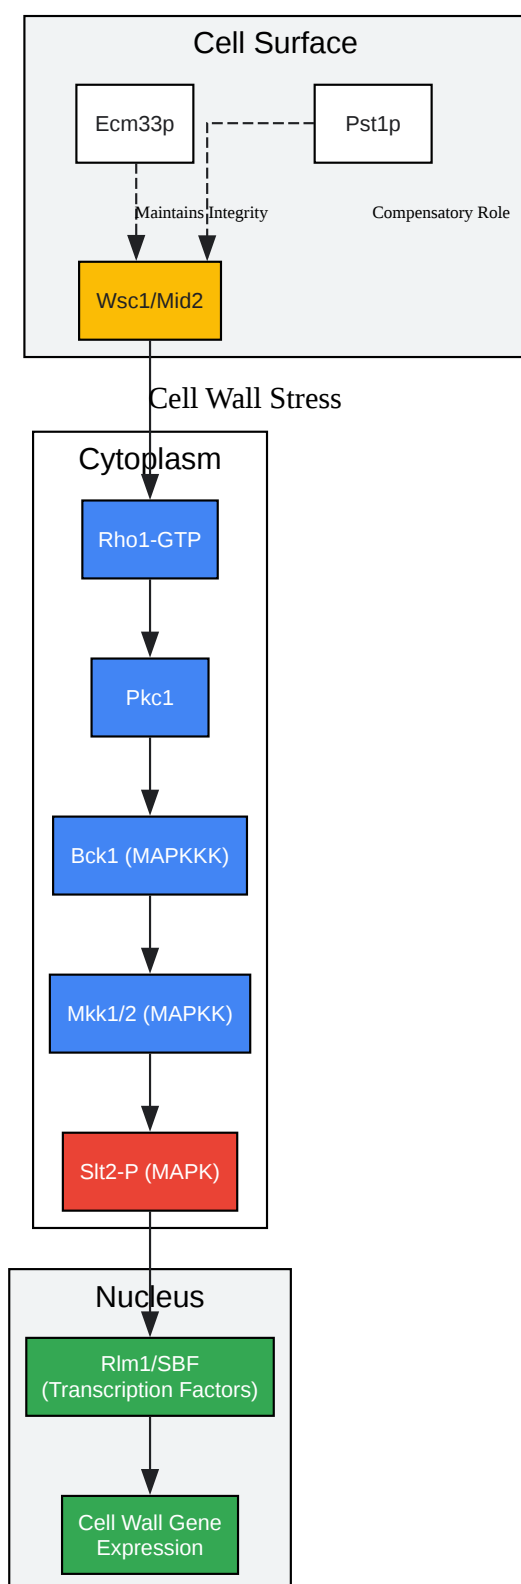 Cell Surface
Ecm33p
Pst1p
Maintains Integrity
Compensatory Role
Wsc1/Mid2
Cell Wall Stress
Cytoplasm
Rho1-GTP
Pkc1
Bck1 (MAPKKK)
Mkk1/2 (MAPKK)
Slt2-P (MAPK)
Nucleus
Rlm1/SBF
(Transcription Factors)
Cell Wall Gene
Expression